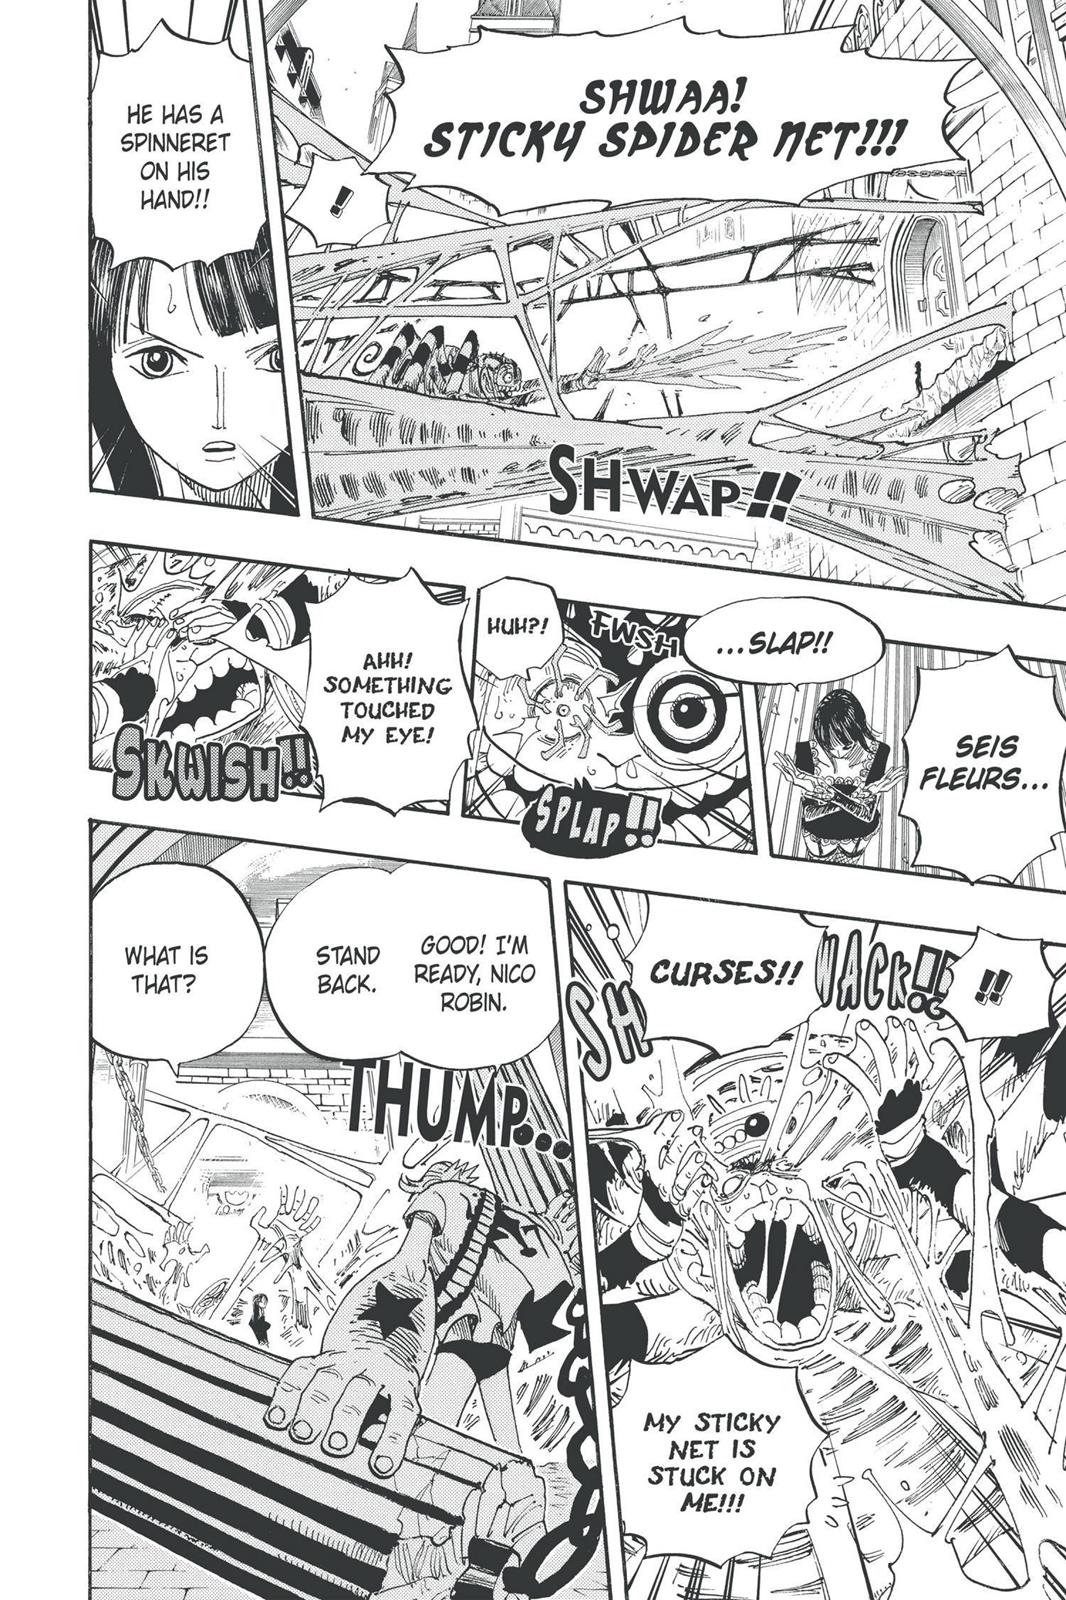 SHWAA!
STICKY SPIDER NET!!!
!
HE HAS A
SPINNERET
ON HIS
HAND!!
SHWAP!!
SEIS
FLEURS...
...SLAP!!
FWSH
HUH?!
SPLAP!!
AHH!
SOMETHING
TOUCHED
MY EYE!
SKWISH!!
!!
CURSES!!
SHWACK!!
MY STICKY
NET IS
STUCK ON
ME!!!
GOOD! I'M
READY, NICO
ROBIN.
STAND
BACK.
WHAT IS
THAT?
THUMP...